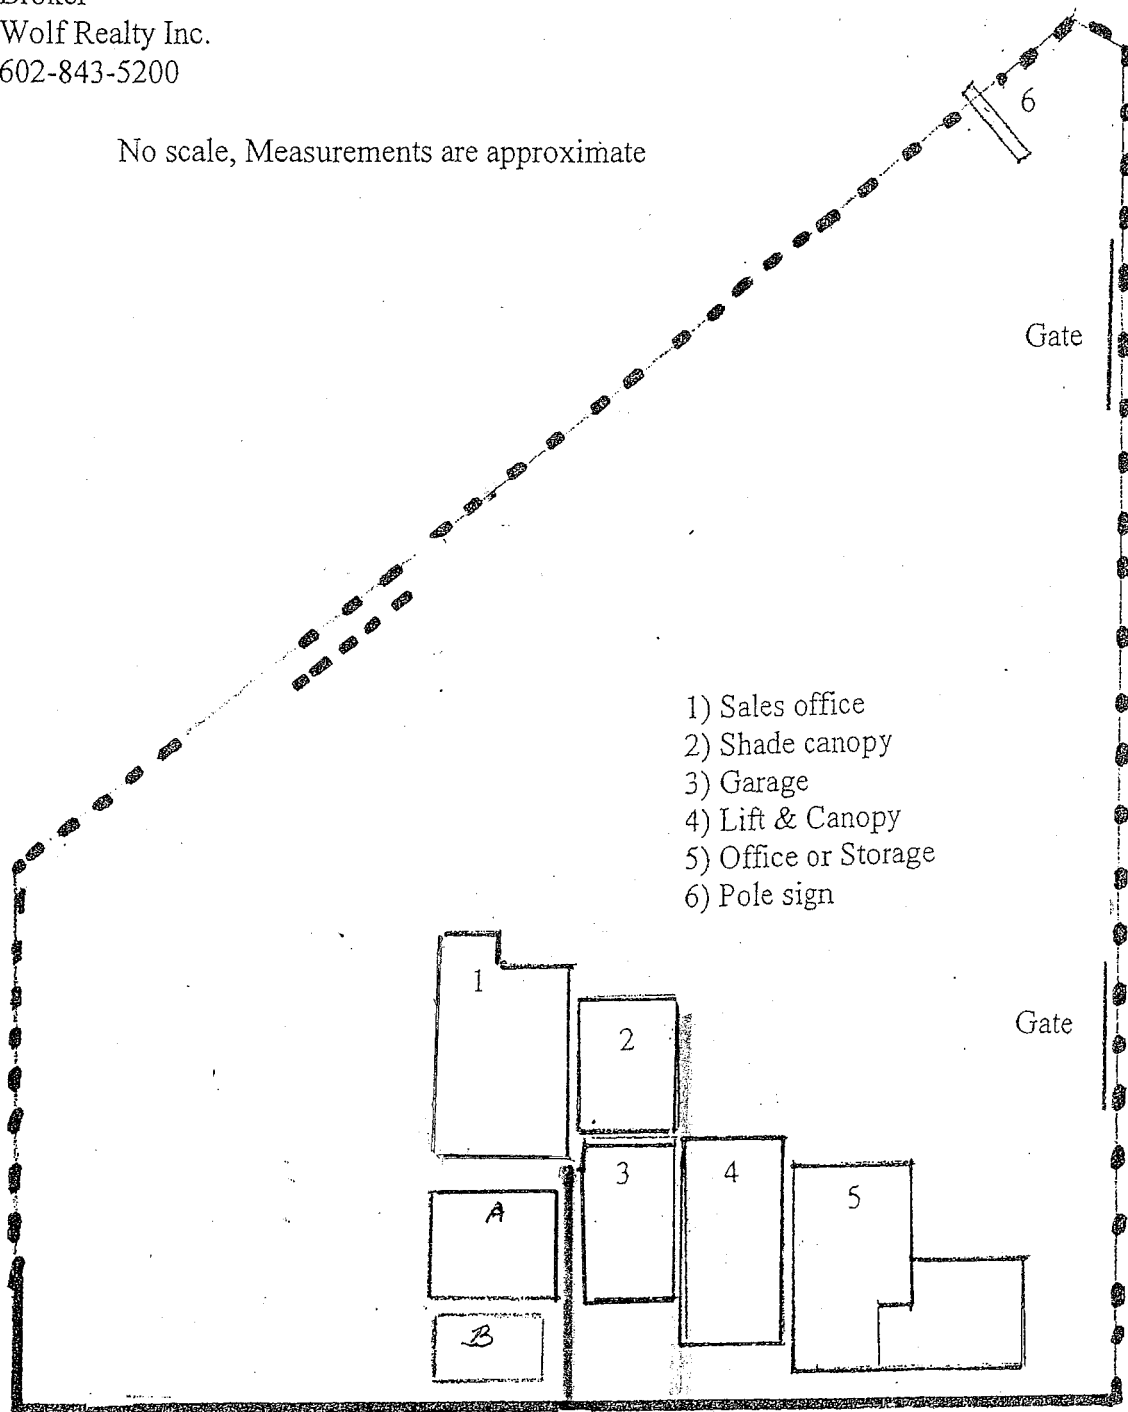 Broker
Wolf Realty Inc.
602-843-5200
No scale, Measurements are approximate
6
Gate
1) Sales office
2) Shade canopy
3) Garage
4) Lift & Canopy
5) Office or Storage
6) Pole sign
1
2
Gate
3
4
5
A
B